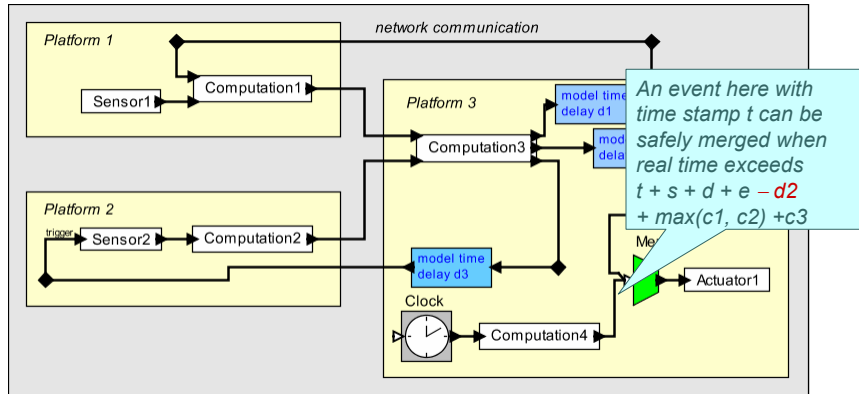 network communication
Platform 1
Sensor1
Computation1
Platform 3
model time
delay d1
Computation3
An event here with
time stamp t can be
safely merged when
real time exceeds
t + s + d + e – d2
+ max(c1, c2) +c3
Platform 2
trigger
Sensor2
Computation2
model time
delay d3
Actuator1
Clock
Computation4